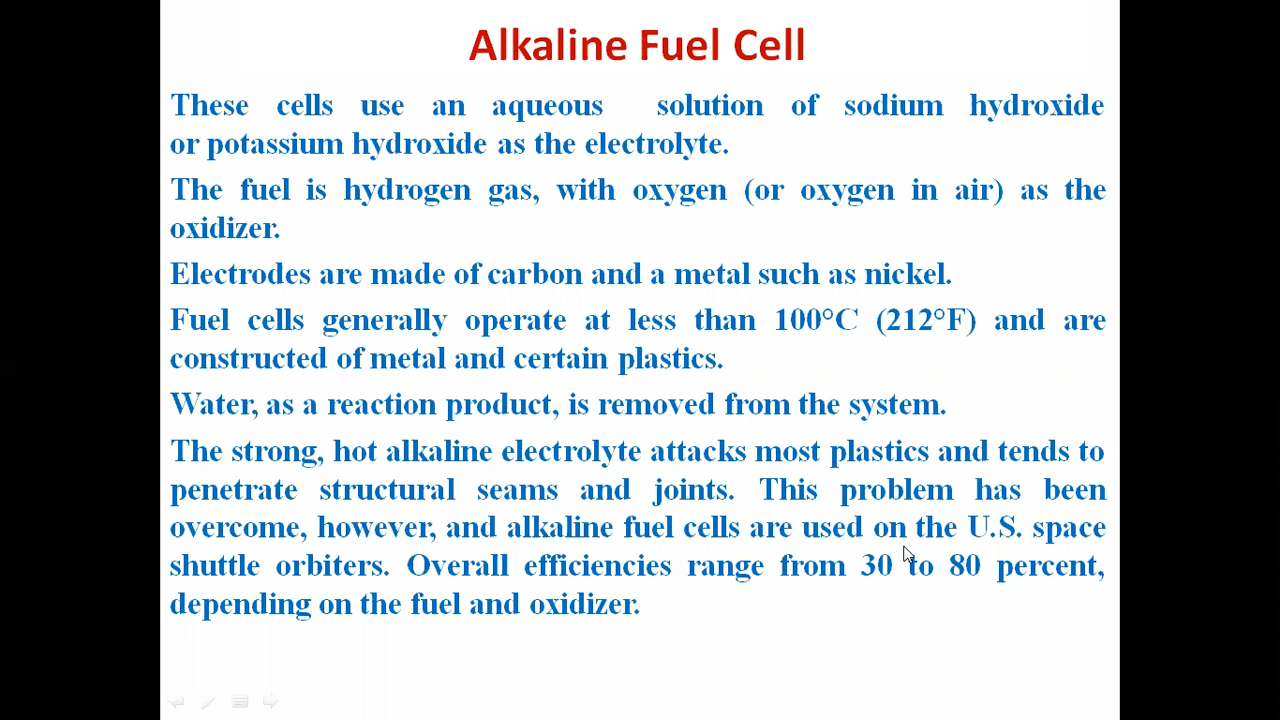 Alkaline Fuel Cell
These cells use an aqueous solution of sodium hydroxide
or potassium hydroxide as the electrolyte.
The fuel is hydrogen gas, with oxygen (or oxygen in air) as the
oxidizer.
Electrodes are made of carbon and a metal such as nickel.
Fuel cells generally operate at less than 100°C (212°F) and are
constructed of metal and certain plastics.
Water, as a reaction product, is removed from the system.
The strong, hot alkaline electrolyte attacks most plastics and tends to
penetrate structural seams and joints. This problem has been
overcome, however, and alkaline fuel cells are used on the U.S. space
shuttle orbiters. Overall efficiencies range from 30 to 80 percent,
depending on the fuel and oxidizer.